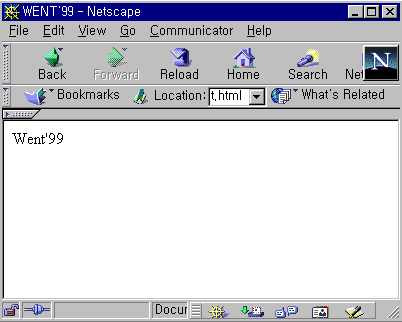 WENT'99 - Netscape
File Edit View Go Communicator Help
Back Forward Reload Home Search Net
N
Bookmarks Location: t,html What's Related
Went'99
Docur